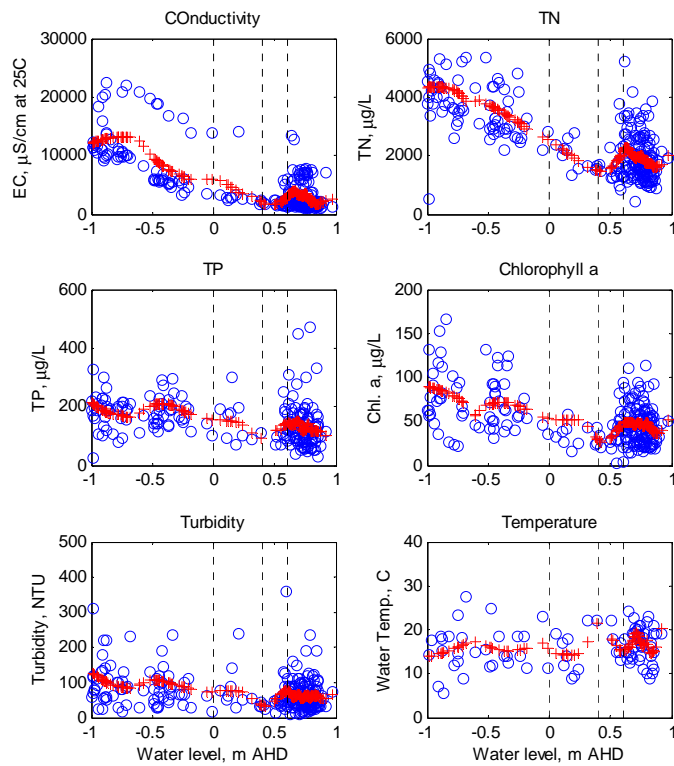 COnductivity
EC, µS/cm at 25C
30000
20000
10000
0
-1 -0.5 0 0.5 1
TN
TN, µg/L
6000
4000
2000
0
-1 -0.5 0 0.5 1
TP
TP, µg/L
600
400
200
0
-1 -0.5 0 0.5 1
Chlorophyll a
Chl. a, µg/L
200
150
100
50
0
-1 -0.5 0 0.5 1
Turbidity
Turbidity, NTU
500
400
300
200
100
0
-1 -0.5 0 0.5 1
Water level, m AHD
Temperature
Water Temp., C
40
30
20
10
0
-1 -0.5 0 0.5 1
Water level, m AHD